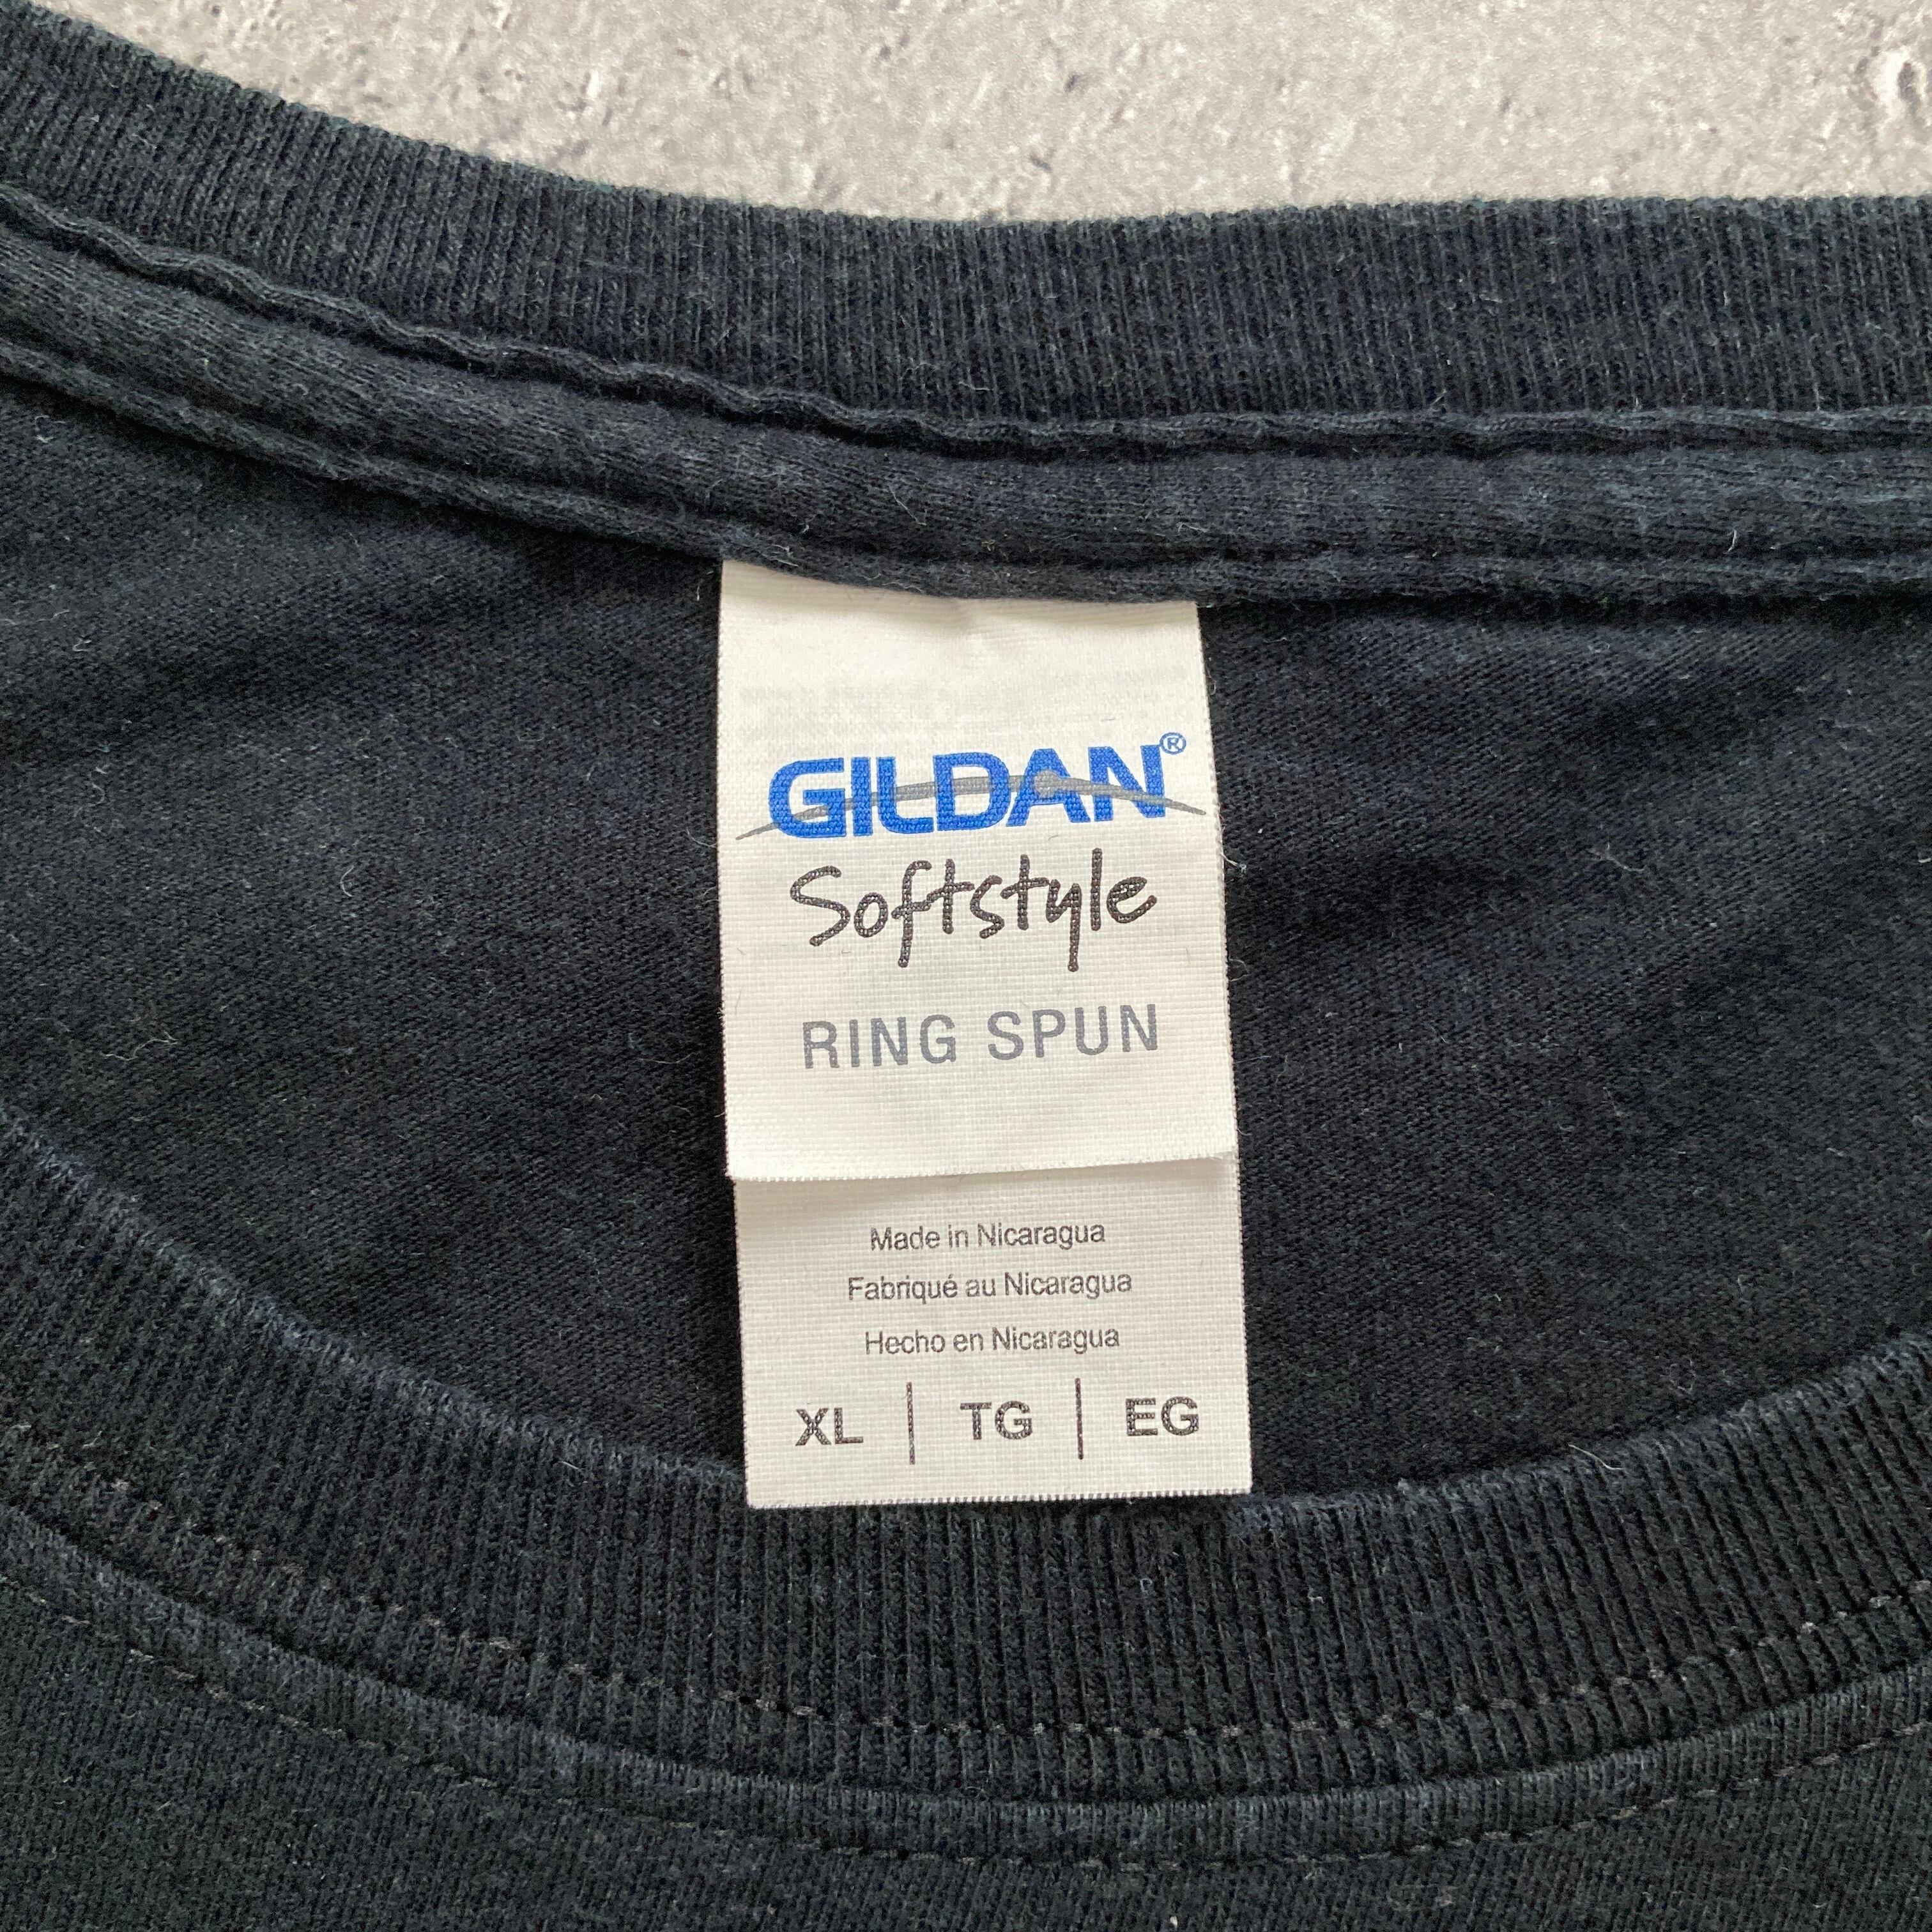 GILDAN®
Softstyle
RING SPUN
Made in Nicaragua
Fabriqué au Nicaragua
Hecho en Nicaragua
XL | TG | EG